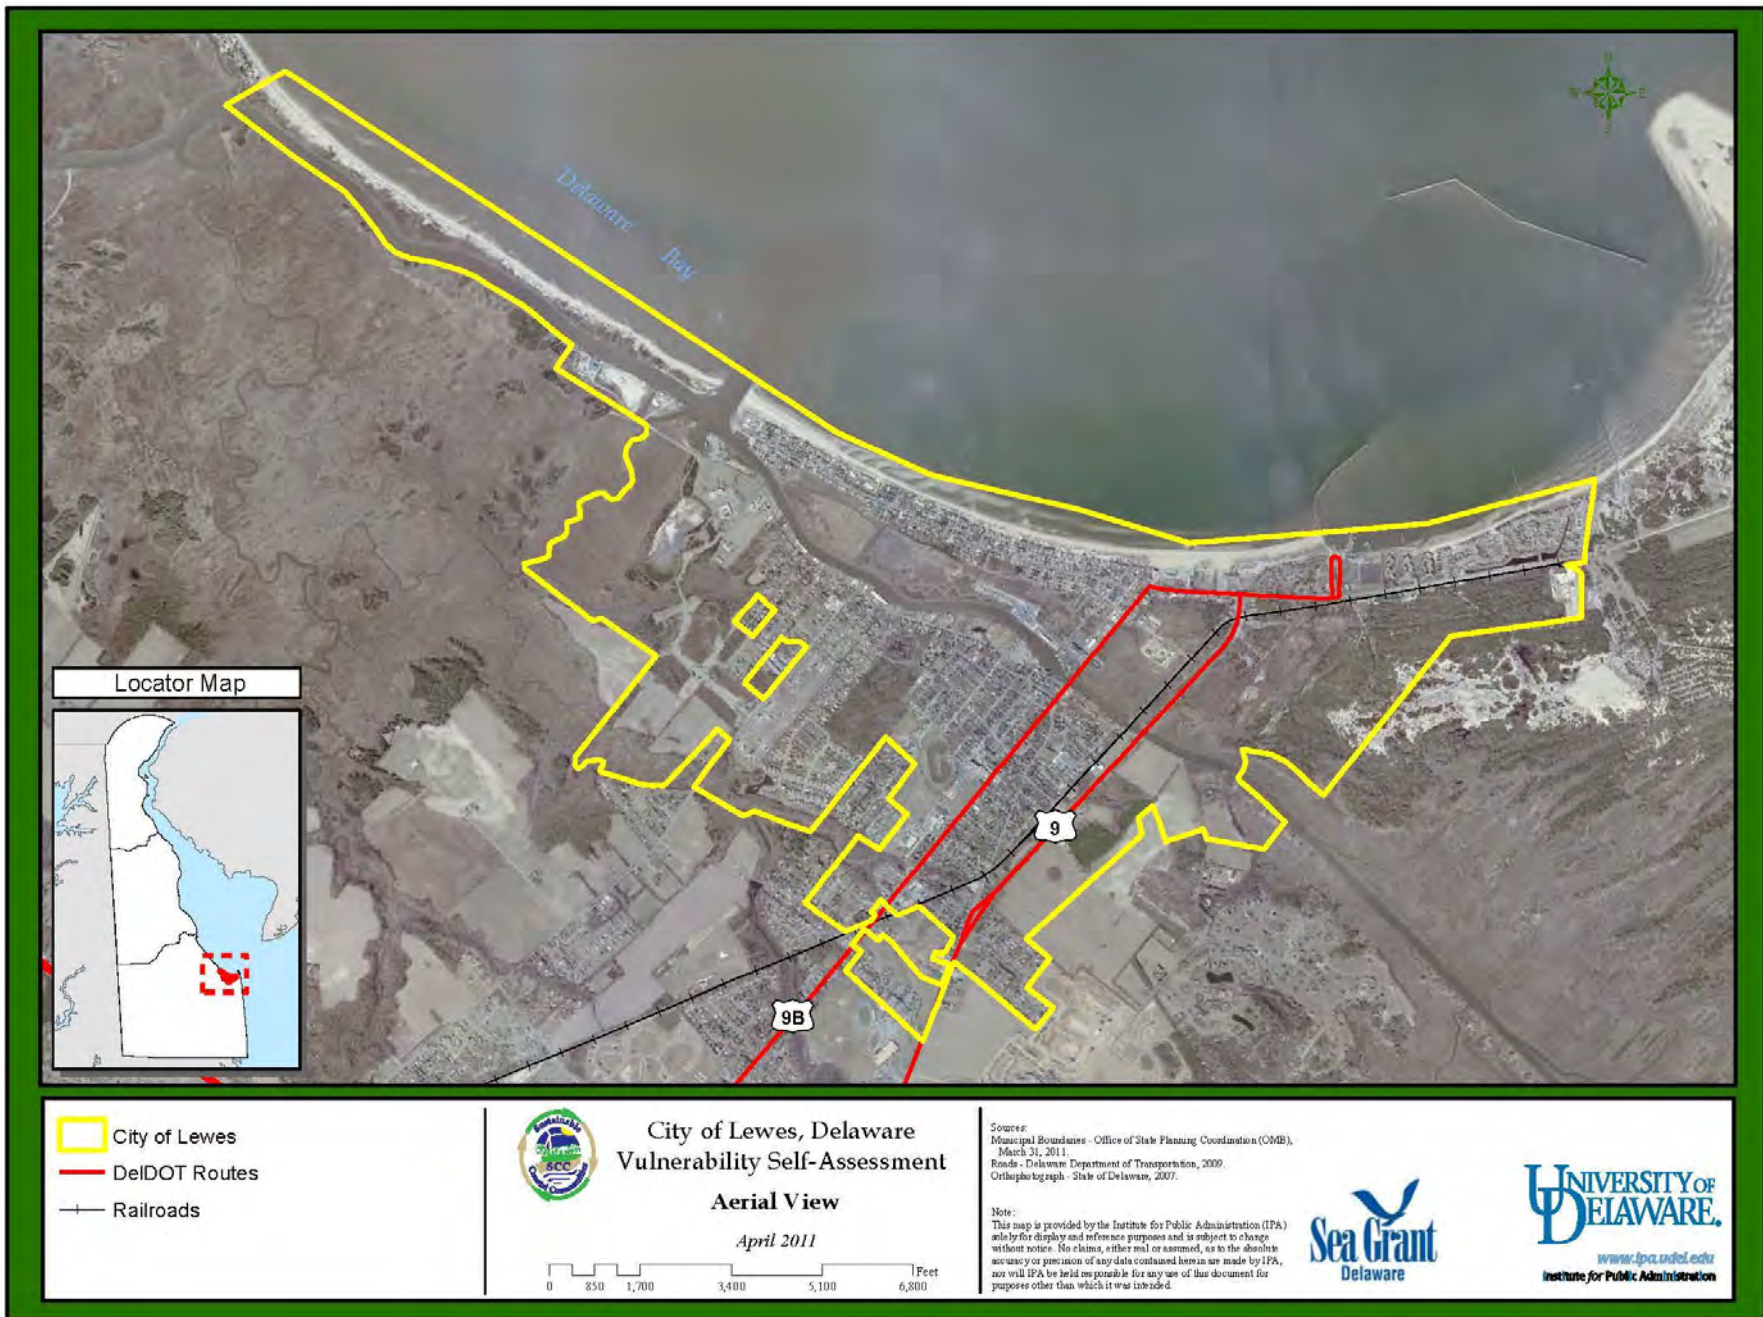 N
W E
S
Delaware
Bay
Locator Map
9
9B
City of Lewes
DelDOT Routes
Railroads
Sustainable
SCC
Coastal Communities
City of Lewes, Delaware
Vulnerability Self-Assessment
Aerial View
April 2011
Feet
0 850 1,700 3,400 5,100 6,800
Sources:
Municipal Boundaries - Office of State Planning Coordination (OMB),
March 31, 2011.
Roads - Delaware Department of Transportation, 2009.
Orthophotograph - State of Delaware, 2007.
Note:
This map is provided by the Institute for Public Administration (IPA)
solely for display and reference purposes and is subject to change
without notice. No claims, either real or assumed, as to the absolute
accuracy or precision of any data contained herein are made by IPA,
nor will IPA be held responsible for any use of this document for
purposes other than which it was intended.
Sea Grant
Delaware
UNIVERSITY OF
DELAWARE.
www.ipa.udel.edu
Institute for Public Administration